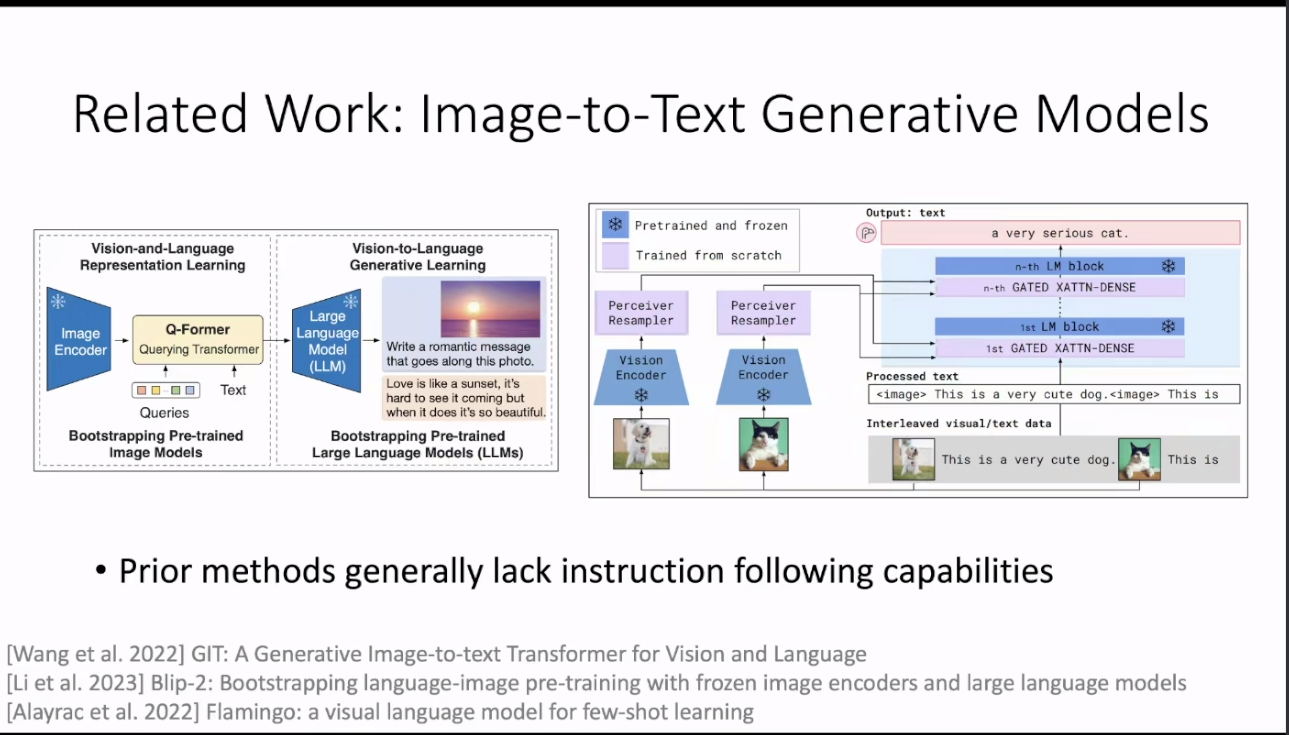 Related Work: Image-to-Text Generative Models
Vision-and-Language
Representation Learning
Vision-to-Language
Generative Learning
Image
Encoder
Q-Former
Querying Transformer
Queries
Text
Bootstrapping Pre-trained
Image Models
Large
Language
Model
(LLM)
Write a romantic message
that goes along this photo.
Love is like a sunset, it's
hard to see it coming but
when it does it's so beautiful.
Bootstrapping Pre-trained
Large Language Models (LLMs)
Pretrained and frozen
Trained from scratch
Perceiver
Resampler
Perceiver
Resampler
Vision
Encoder
Vision
Encoder
Output: text
a very serious cat.
n-th LM block
n-th GATED XATTN-DENSE
1st LM block
1st GATED XATTN-DENSE
Processed text
<image> This is a very cute dog.<image> This is
Interleaved visual/text data
This is a very cute dog.
This is
• Prior methods generally lack instruction following capabilities
[Wang et al. 2022] GIT: A Generative Image-to-text Transformer for Vision and Language
[Li et al. 2023] Blip-2: Bootstrapping language-image pre-training with frozen image encoders and large language models
[Alayrac et al. 2022] Flamingo: a visual language model for few-shot learning